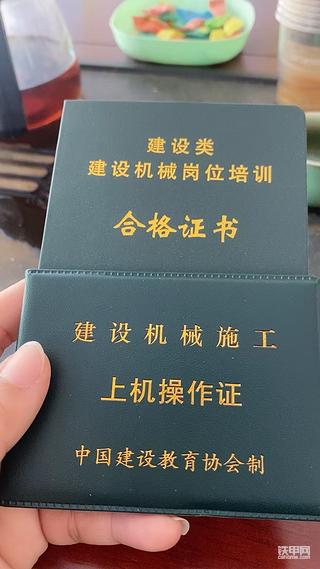 建设类
建设机械岗位培训
合格证书
建设机械施工
上机操作证
中国建设教育协会制
铁甲网